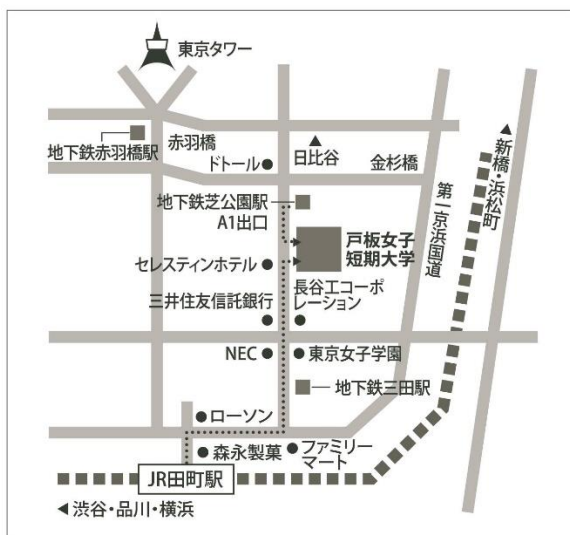 東京タワー
地下鉄赤羽橋駅
赤羽橋
ドトール
日比谷
金杉橋
新橋・浜松町
第一京浜国道
地下鉄芝公園駅
A1出口
戸板女子
短期大学
セレスティンホテル
三井住友信託銀行
長谷工コーポ
レーション
NEC
東京女子学園
地下鉄三田駅
ローソン
森永製菓
ファミリー
マート
JR田町駅
渋谷・品川・横浜